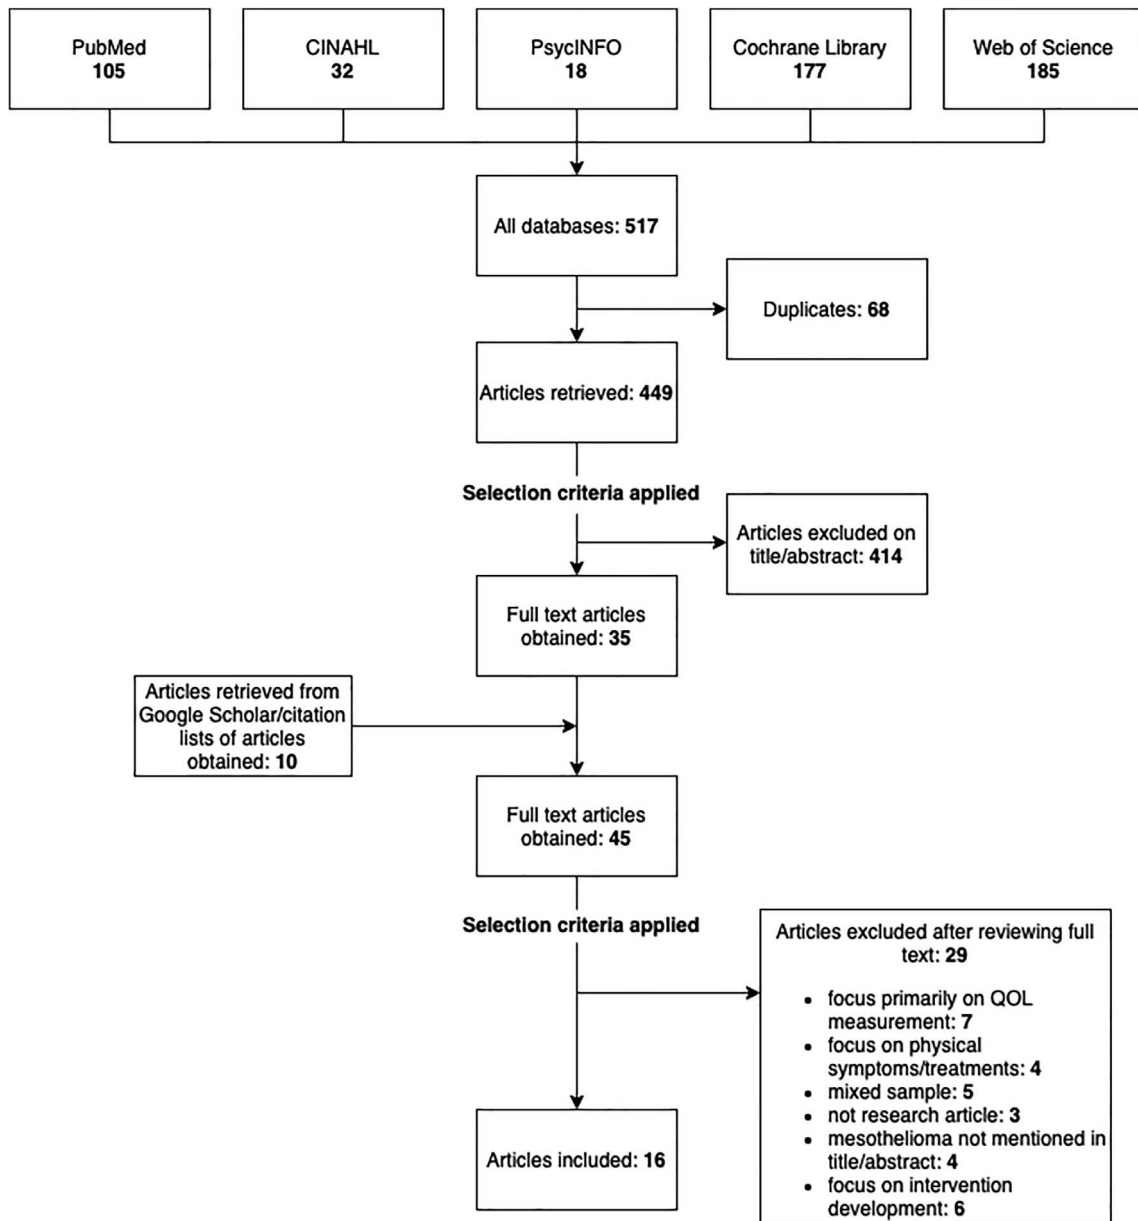 PubMed
105
CINAHL
32
PsycINFO
18
Cochrane Library
177
Web of Science
185
All databases: 517
Duplicates: 68
Articles retrieved: 449
Selection criteria applied
Articles excluded on
title/abstract: 414
Full text articles
obtained: 35
Articles retrieved from
Google Scholar/citation
lists of articles
obtained: 10
Full text articles
obtained: 45
Selection criteria applied
Articles excluded after reviewing full
text: 29
• focus primarily on QOL
measurement: 7
• focus on physical
symptoms/treatments: 4
• mixed sample: 5
• not research article: 3
• mesothelioma not mentioned in
title/abstract: 4
• focus on intervention
development: 6
Articles included: 16